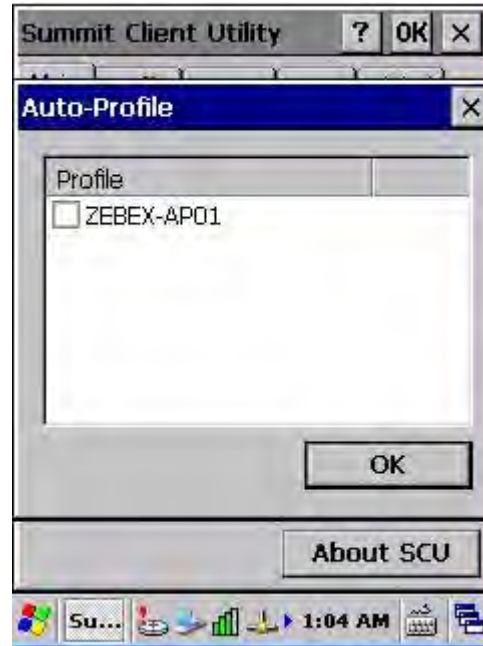 Summit Client Utility ? OK ×
Auto-Profile ×
Profile
ZEBEX-AP01
OK
About SCU
Su... 1:04 AM